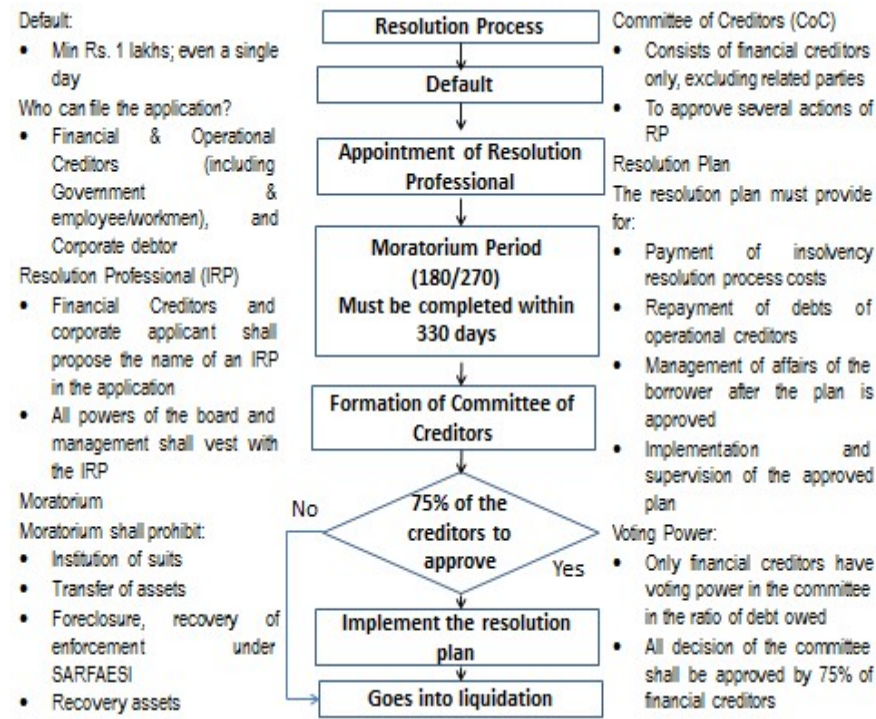 Default:
• Min Rs. 1 lakhs; even a single
day
Who can file the application?
• Financial & Operational
Creditors (including
Government &
employee/workmen), and
Corporate debtor
Resolution Professional (IRP)
• Financial Creditors and
corporate applicant shall
propose the name of an IRP
in the application
• All powers of the board and
management shall vest with
the IRP
Moratorium
Moratorium shall prohibit:
• Institution of suits
• Transfer of assets
• Foreclosure, recovery of
enforcement under
SARFAESI
• Recovery assets
Resolution Process
Default
Appointment of Resolution
Professional
Moratorium Period
(180/270)
Must be completed within
330 days
Formation of Committee of
Creditors
75% of the
creditors to
approve
No
Yes
Implement the resolution
plan
Goes into liquidation
Committee of Creditors (CoC)
• Consists of financial creditors
only, excluding related parties
• To approve several actions of
RP
Resolution Plan
The resolution plan must provide
for:
• Payment of insolvency
resolution process costs
• Repayment of debts of
operational creditors
• Management of affairs of the
borrower after the plan is
approved
• Implementation and
supervision of the approved
plan
Voting Power:
• Only financial creditors have
voting power in the committee
in the ratio of debt owed
• All decision of the committee
shall be approved by 75% of
financial creditors